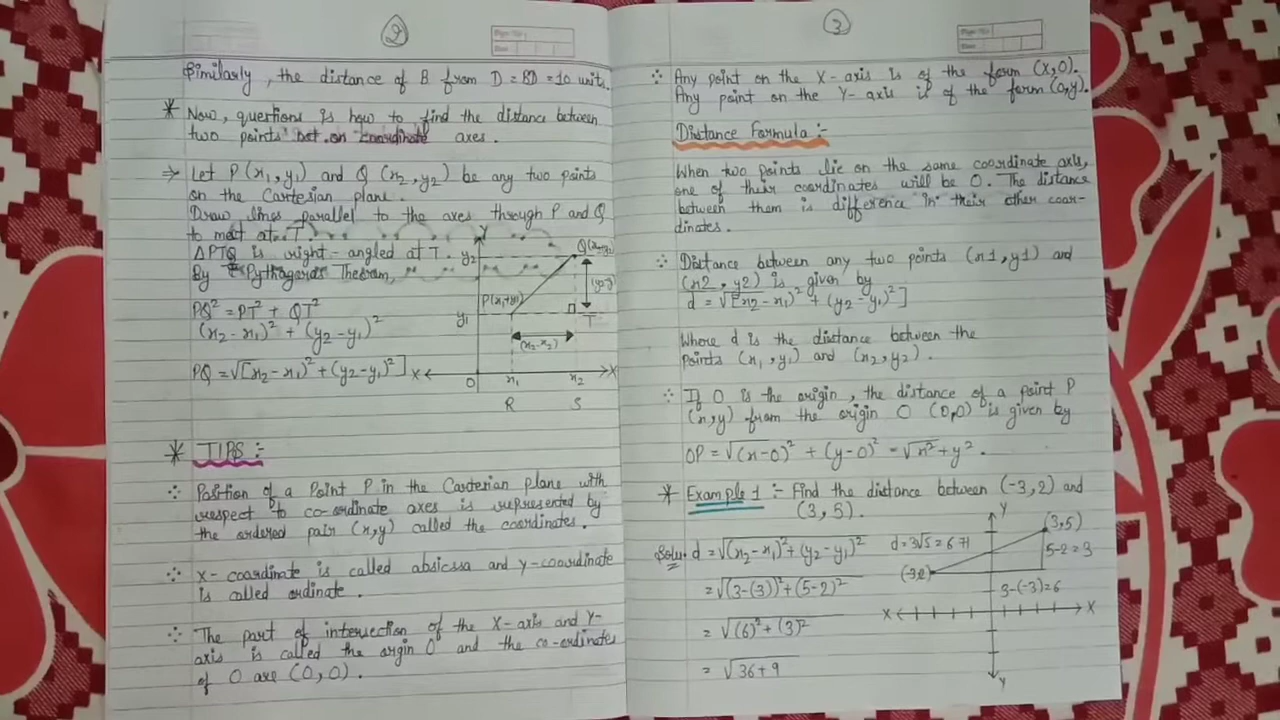 2
Similarly, the distance of B from D = BD = 10 units.
* Now, questions is how to find the distance between
two points not on coordinate axes.
⇒ Let P(x₁,y₁) and Q (x₂,y₂) be any two points
on the Cartesian plane.
Draw lines parallel to the axes through P and Q
to meet at T.
ΔPTQ is right-angled at T.
By Pythagoras Theorem,
PQ² = PT² + QT²
(x₂-x₁)² + (y₂-y₁)²
PQ = √[x₂-x₁)² + (y₂-y₁)²]
Y
y₂
P(x₁,y₁)
y₁
T
(x₂-x₂)
X
O
x₁
x₂
X
R
S
* TIPS :-
∴ Position of a Point P in the Carterian plane with
respect to co-ordinate axes is represented by
the ordered pair (x,y) called the coordinates.
∴ x-coordinate is called absicssa and y-coordinate
is called ordinate.
∴ The part of intersection of the X-axis and Y-
axis is called the orgin O and the co-ordinates
of O are (0,0).
3
∴ Any point on the X-axis is of the form (x,0).
Any point on the Y-axis is of the form (0,y).
Distance Formula :-
When two points lie on the same coordinate axis,
one of their coordinates will be 0. The distance
between them is difference in their other coor-
dinates.
∴ Distance between any two points (x1,y1) and
(x2,y2) is given by
d = √[x₂-x₁)² + (y₂-y₁)²]
Where d is the distance between the
Points (x₁,y₁) and (x₂,y₂).
∴ If O is the origin, the distance of a point P
(x,y) from the origin O (0,0) is given by
OP = √(x-0)² + (y-0)² = √x²+y².
* Example 1 :- Find the distance between (-3,2) and
(3,5).
Solu. d = √(x₂-x₁)²+(y₂-y₁)²
= √(3-(3))²+(5-2)²
= √(6)²+(3)²
= √36+9
Y
(3,5)
d=3√5=6.71
5-2=3
3-(-3)=6
X
X
Y